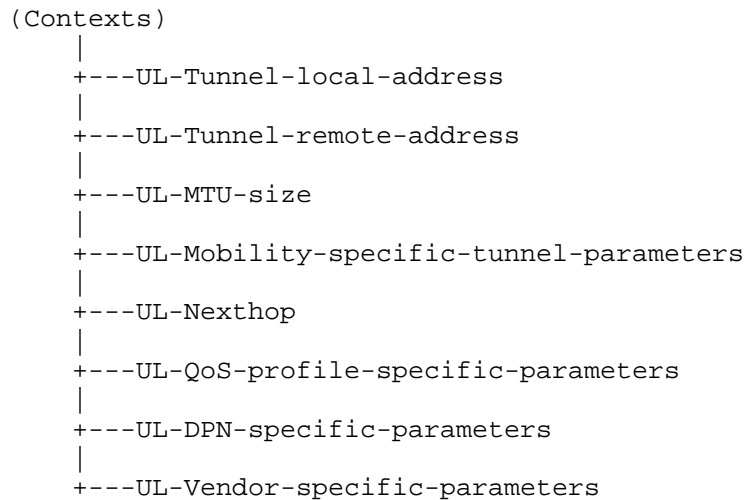 (Contexts)
|
+---UL-Tunnel-local-address
|
+---UL-Tunnel-remote-address
|
+---UL-MTU-size
|
+---UL-Mobility-specific-tunnel-parameters
|
+---UL-Nexthop
|
+---UL-QoS-profile-specific-parameters
|
+---UL-DPN-specific-parameters
|
+---UL-Vendor-specific-parameters